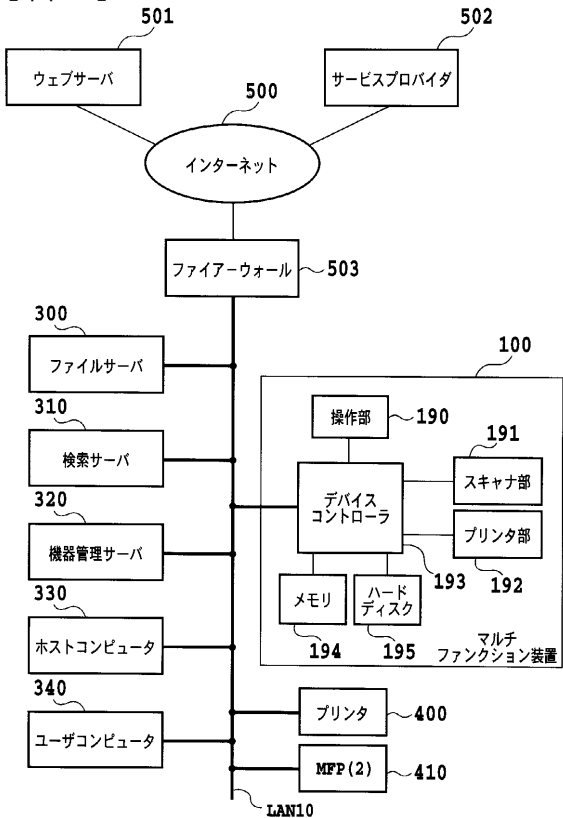 501
502
ウェブサーバ
サービスプロバイダ
500
インターネット
ファイアーウォール
503
300
ファイルサーバ
310
検索サーバ
320
機器管理サーバ
330
ホストコンピュータ
340
ユーザコンピュータ
100
操作部
190
191
デバイス
コントローラ
スキャナ部
プリンタ部
193
192
メモリ
ハード
ディスク
194
195
マルチ
ファンクション装置
プリンタ
400
MFP(2)
410
LAN10